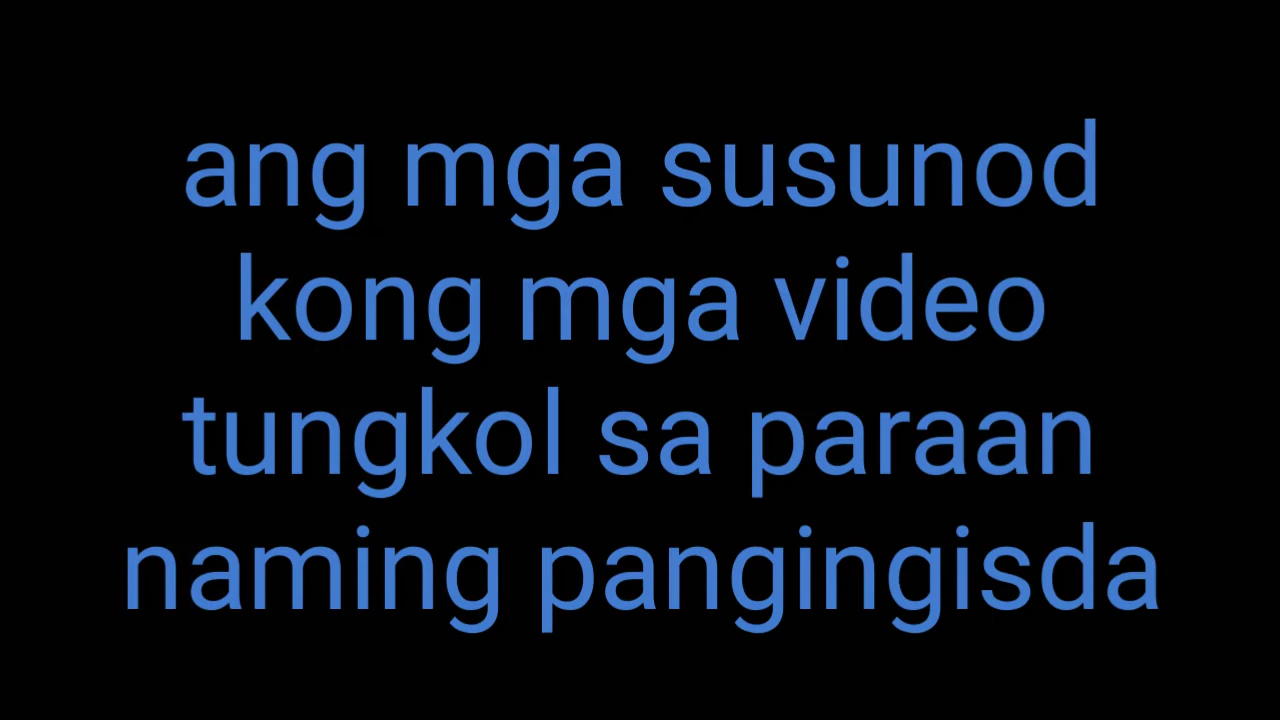 ang mga susunod
kong mga video
tungkol sa paraan
naming pangingisda